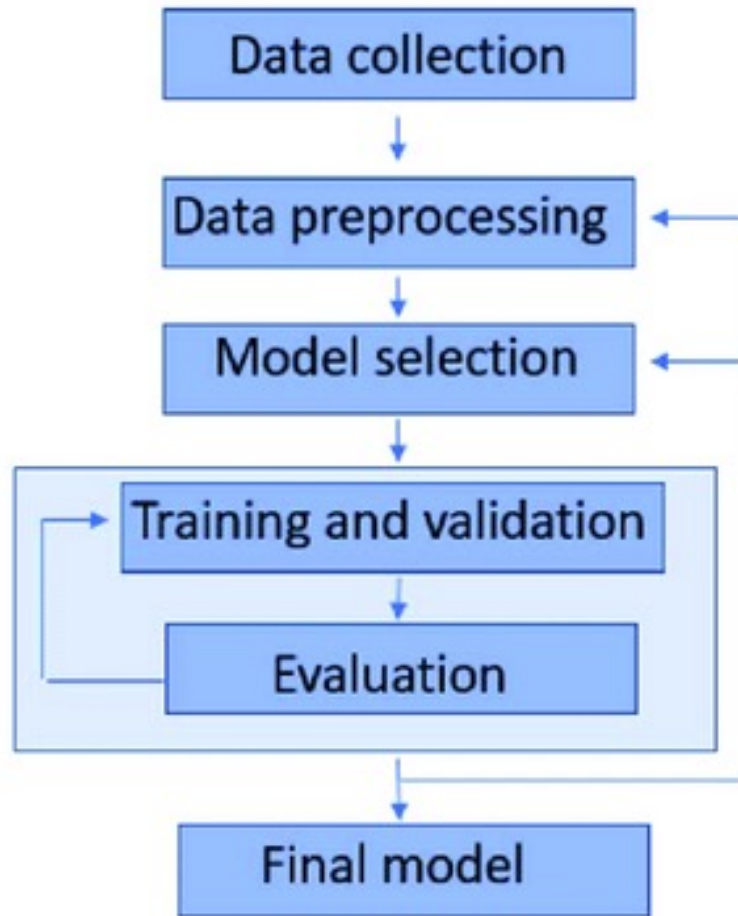 Data collection
Data preprocessing
Model selection
Training and validation
Evaluation
Final model